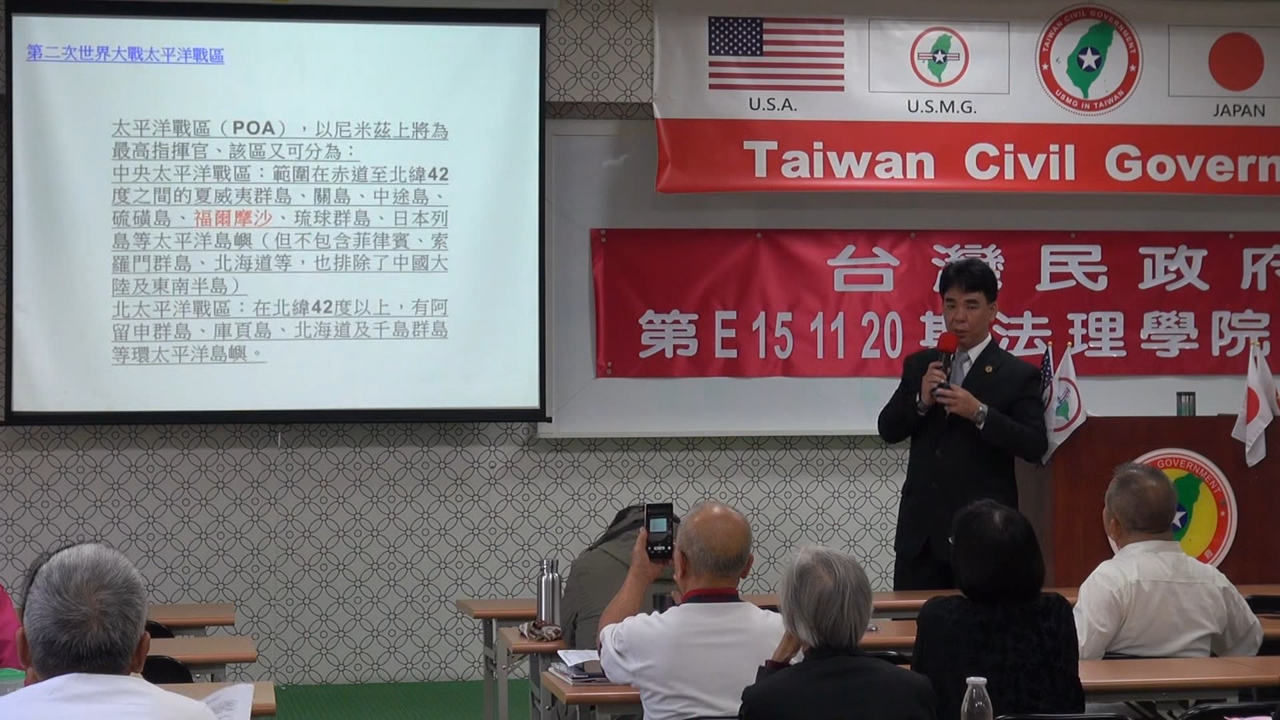 第二次世界大戰太平洋戰區
太平洋戰區（POA），以尼米茲上將為
最高指揮官、該區又可分為：
中央太平洋戰區：範圍在赤道至北緯42
度之間的夏威夷群島、關島、中途島、
硫磺島、福爾摩沙、琉球群島、日本列
島等太平洋島嶼（但不包含菲律賓、索
羅門群島、北海道等，也排除了中國大
陸及東南半島）
北太平洋戰區：在北緯42度以上，有阿
留申群島、庫頁島、北海道及千島群島
等環太平洋島嶼。
U.S.A.
U.S.M.G.
TAIWAN CIVIL GOVERNMENT
USMG IN TAIWAN
JAPAN
Taiwan Civil Govern
台灣民政府
第E151120期法理學院
GOVERNMENT